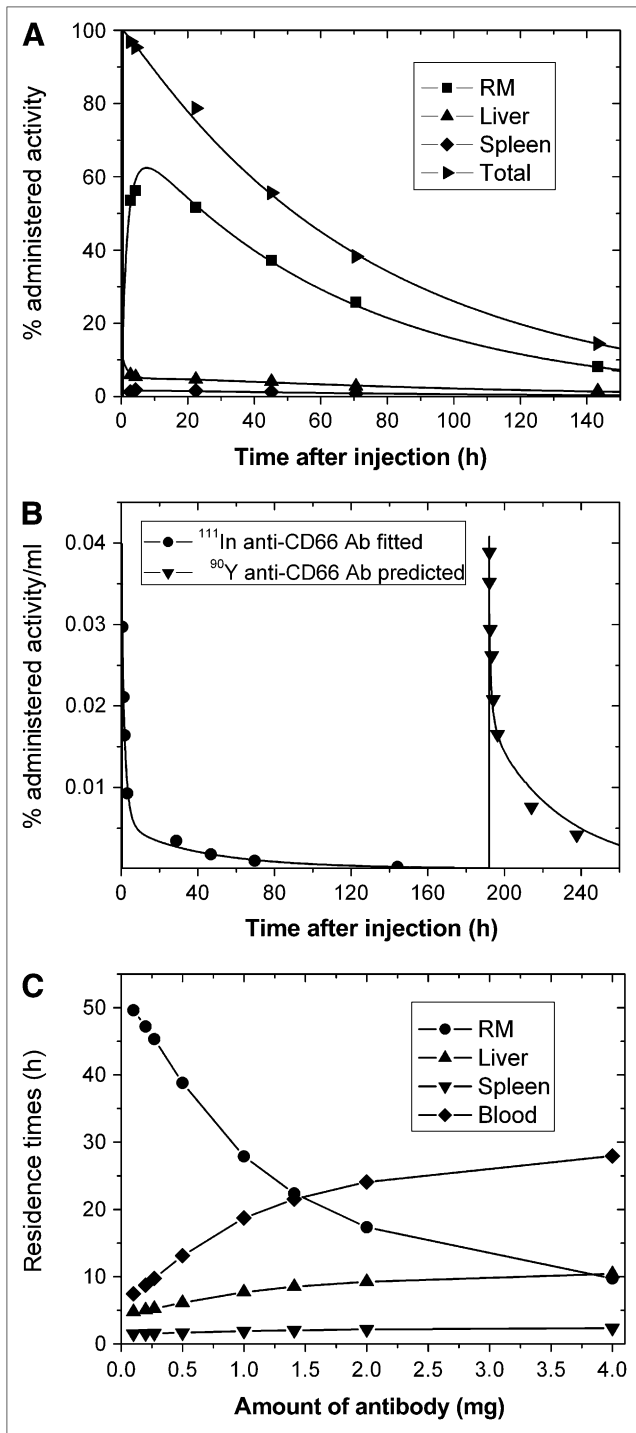 A
% administered activity
100
80
60
40
20
0
RM
Liver
Spleen
Total
0 20 40 60 80 100 120 140
Time after injection (h)
B
% administered activity/ml
0.04
0.03
0.02
0.01
111In anti-CD66 Ab fitted
90Y anti-CD66 Ab predicted
0 40 80 120 160 200 240
Time after injection (h)
C
Residence times (h)
50
40
30
20
10
0
RM
Liver
Spleen
Blood
0.0 0.5 1.0 1.5 2.0 2.5 3.0 3.5 4.0
Amount of antibody (mg)